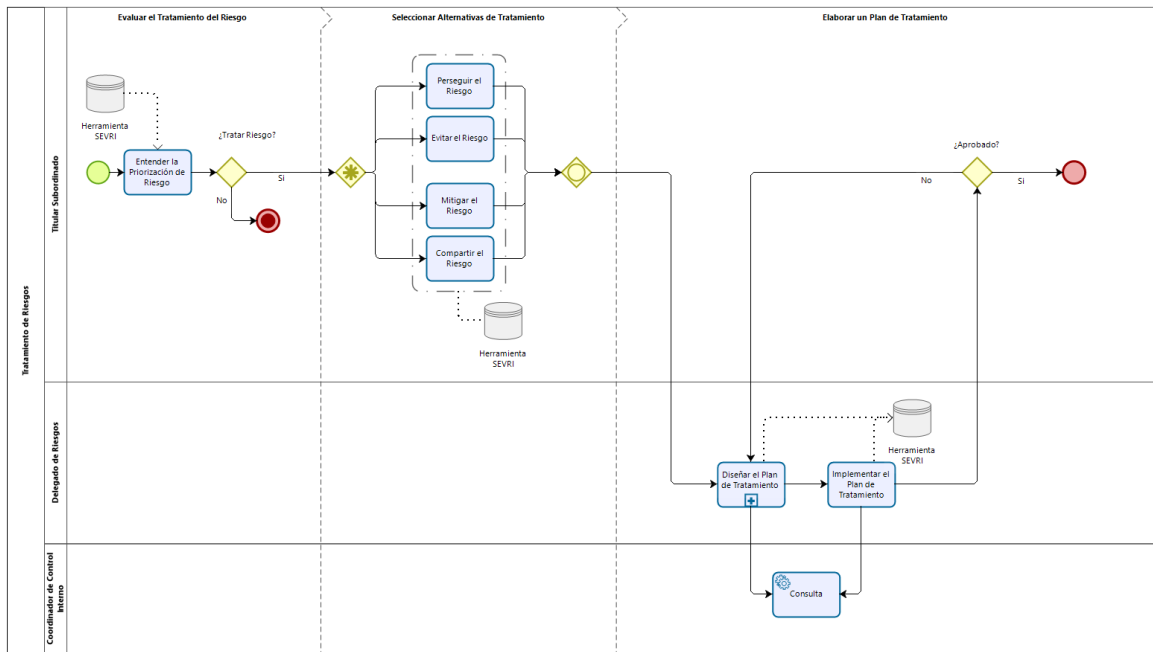 Evaluar el Tratamiento del Riesgo
Seleccionar Alternativas de Tratamiento
Elaborar un Plan de Tratamiento
Tratamiento de Riesgos
Titular Subordinado
Herramienta
SEVRI
Entender la
Priorización de
Riesgo
¿Tratar Riesgo?
Si
No
Perseguir el
Riesgo
Evitar el Riesgo
Mitigar el
Riesgo
Compartir el
Riesgo
Herramienta
SEVRI
¿Aprobado?
No
Si
Delegado de Riesgos
Herramienta
SEVRI
Diseñar el Plan
de Tratamiento
Implementar el
Plan de
Tratamiento
Coordinador de Control
Interno
Consulta